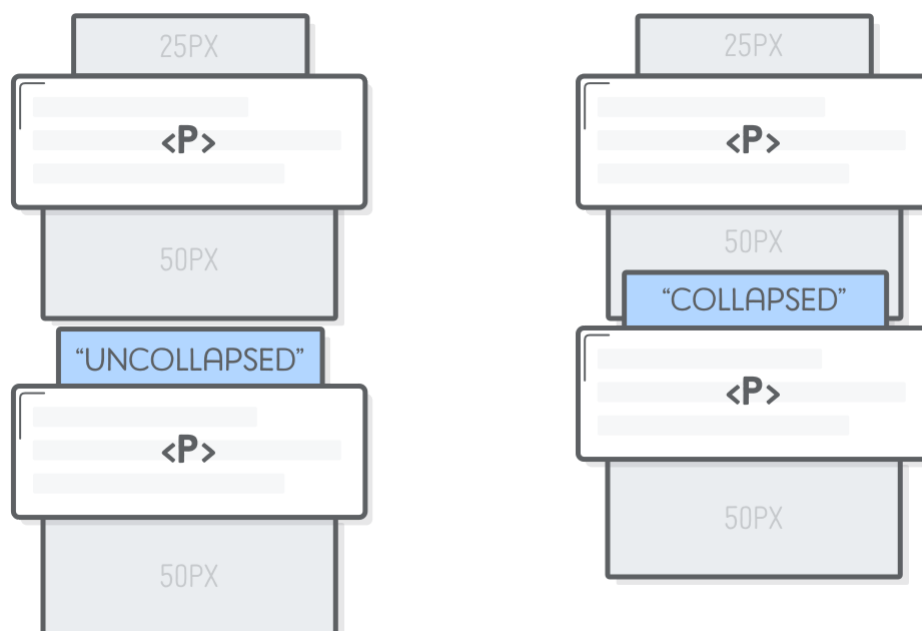 25PX
<P>
50PX
“UNCOLLAPSED”
<P>
50PX
25PX
<P>
50PX
“COLLAPSED”
<P>
50PX